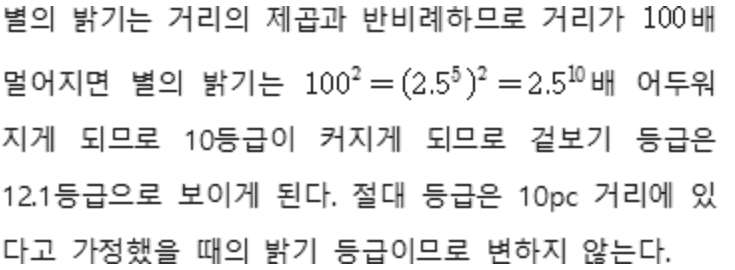 별의 밝기는 거리의 제곱과 반비례하므로 거리가 100배
멀어지면 별의 밝기는 100² = (2.5⁵)² = 2.5¹⁰배 어두워
지게 되므로 10등급이 커지게 되므로 겉보기 등급은
12.1등급으로 보이게 된다. 절대 등급은 10pc 거리에 있
다고 가정했을 때의 밝기 등급이므로 변하지 않는다.